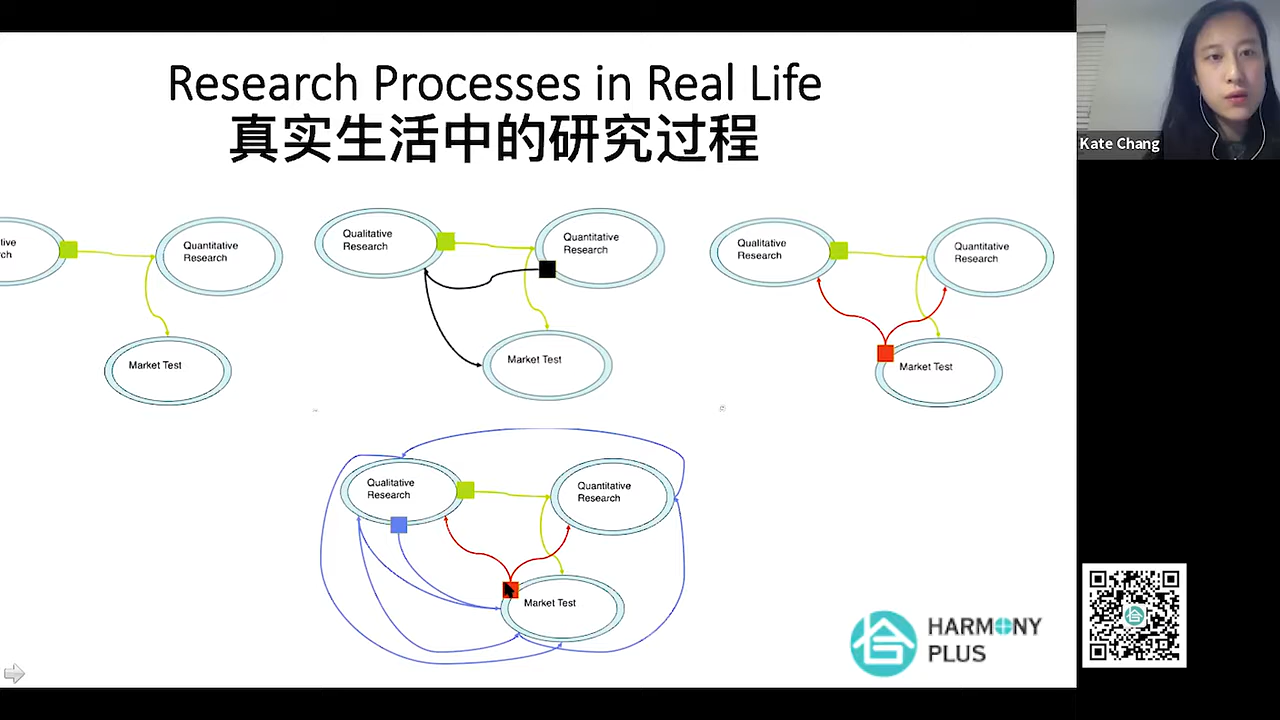 Research Processes in Real Life
真实生活中的研究过程
Kate Chang
Quantitative
Research
Market Test
Qualitative
Research
Quantitative
Research
Market Test
Qualitative
Research
Quantitative
Research
Market Test
Qualitative
Research
Quantitative
Research
Market Test
HARMONY
PLUS